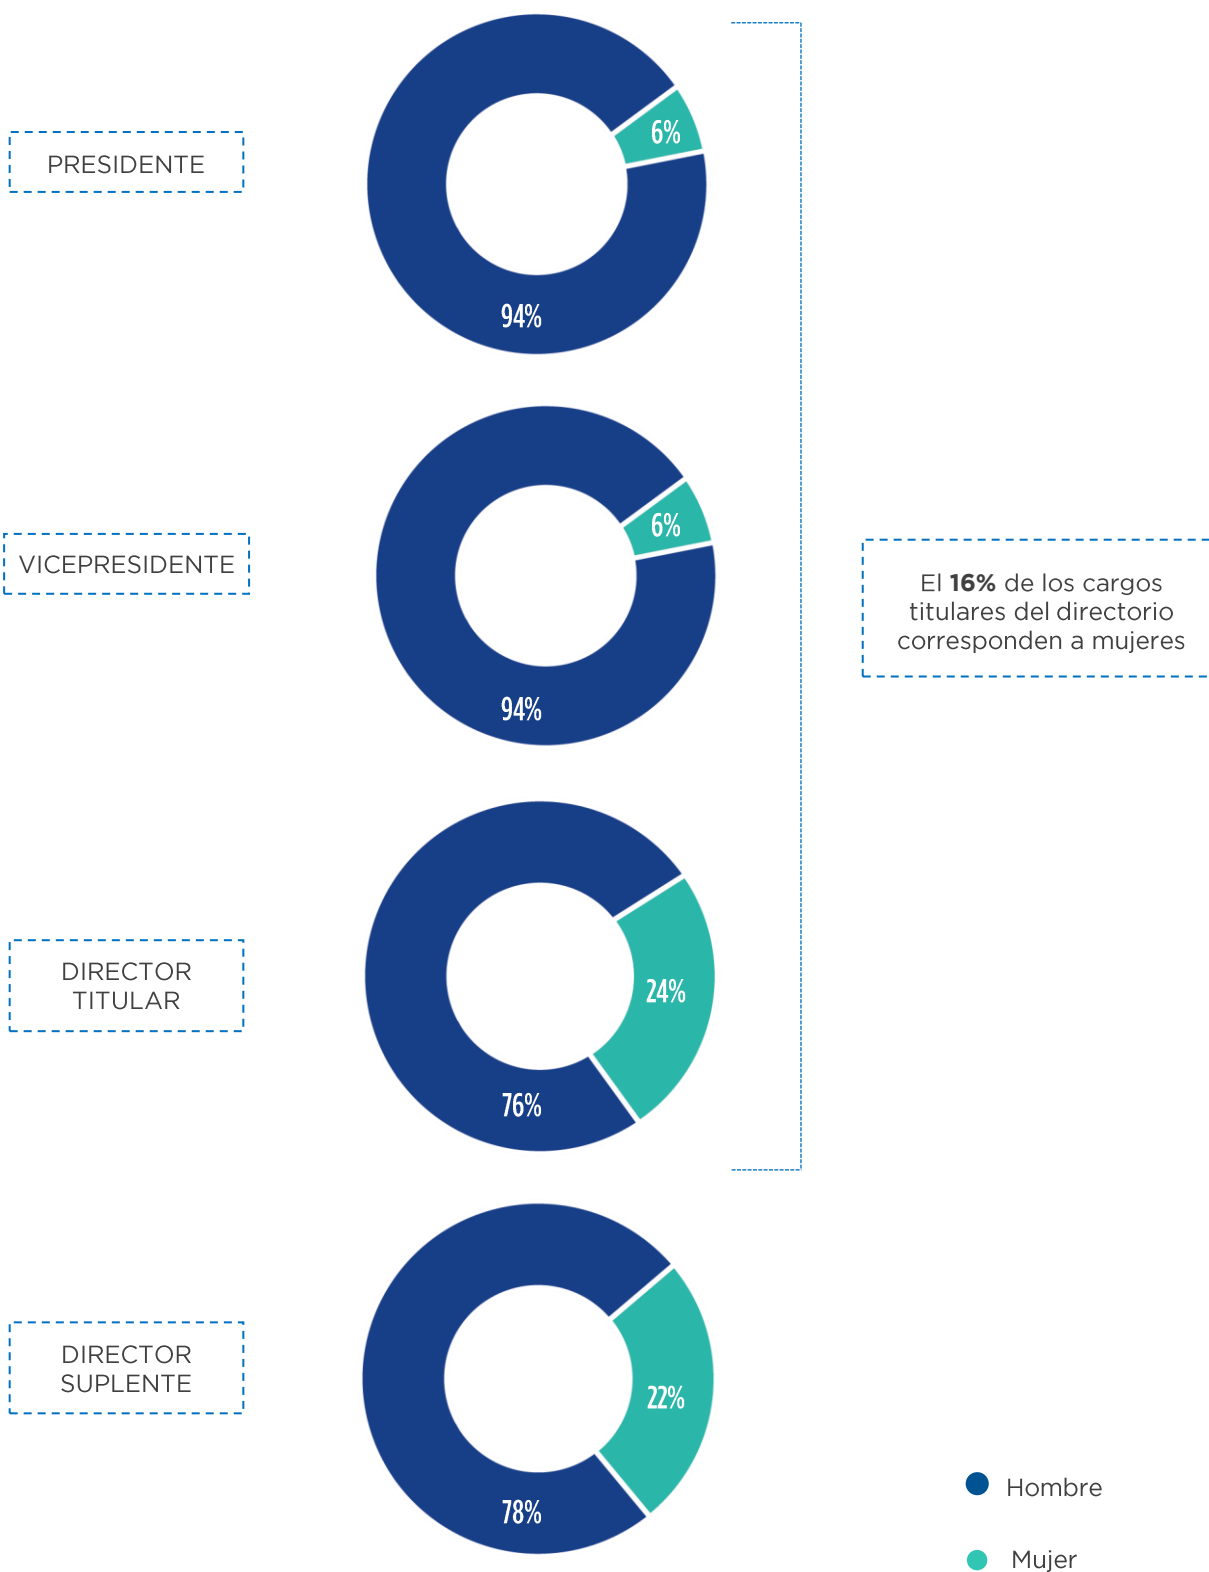 PRESIDENTE
6%
94%
VICEPRESIDENTE
6%
94%
El 16% de los cargos
titulares del directorio
corresponden a mujeres
DIRECTOR
TITULAR
24%
76%
DIRECTOR
SUPLENTE
22%
78%
Hombre
Mujer